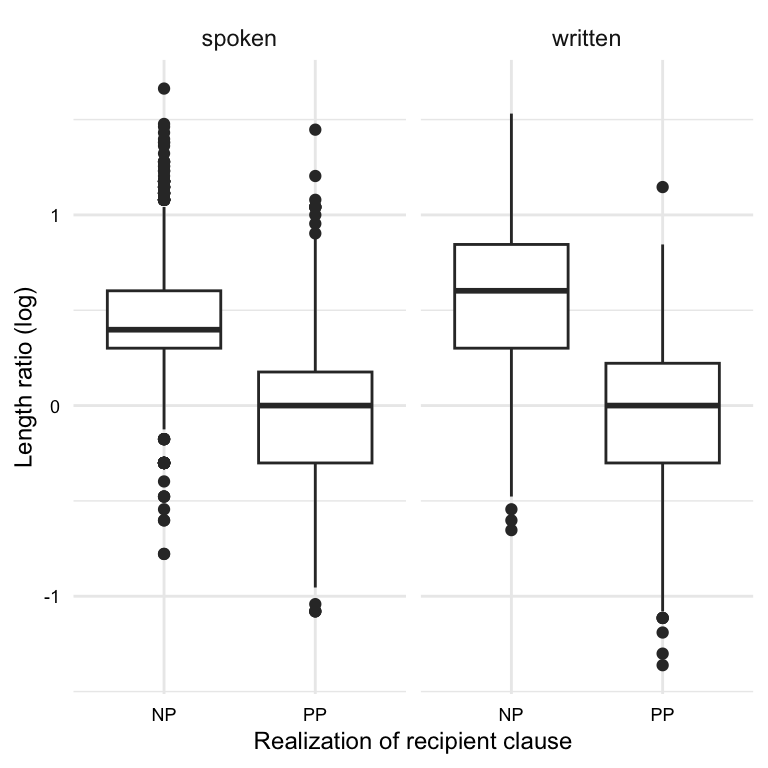 spoken
written
Length ratio (log)
1
0
-1
NP
PP
NP
PP
Realization of recipient clause